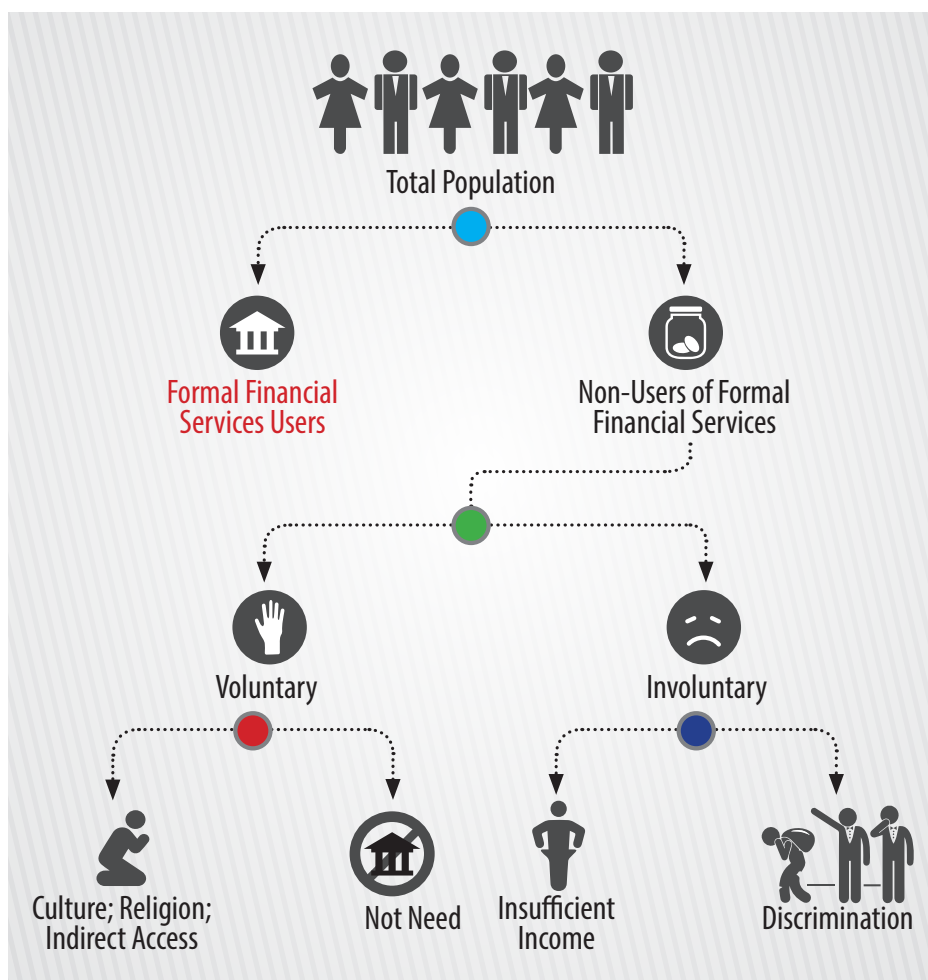 Total Population
Formal Financial
Services Users
Non-Users of Formal
Financial Services
Voluntary
Involuntary
Culture; Religion;
Indirect Access
Not Need
Insufficient
Income
Discrimination